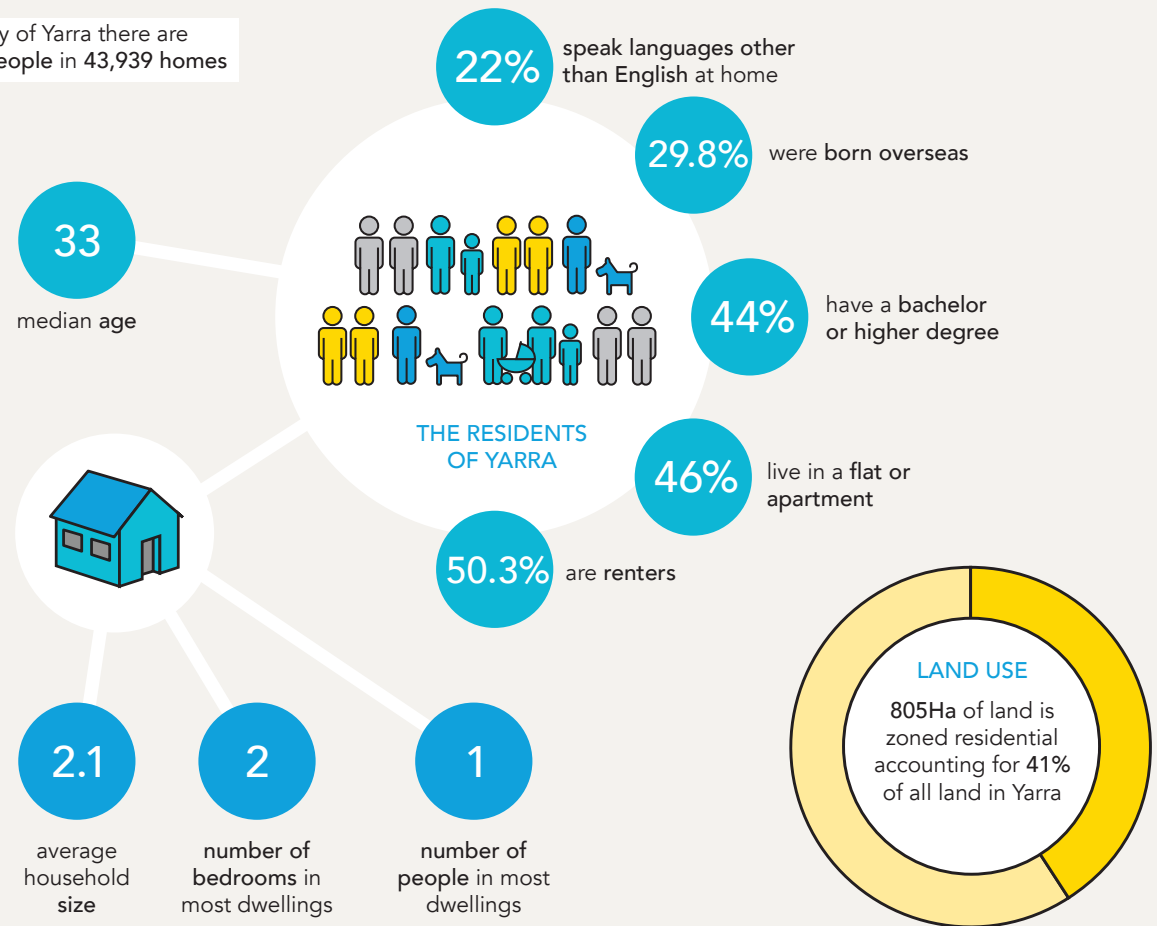 of Yarra there are
in 43,939 homes
22%
speak languages other
than English at home
29.8%
were born overseas
33
median age
44%
have a bachelor
or higher degree
THE RESIDENTS
OF YARRA
46%
live in a flat or
apartment
50.3%
are renters
LAND USE
805Ha of land is
zoned residential
accounting for 41%
of all land in Yarra
2.1
average
household
size
2
number of
bedrooms in
most dwellings
1
number of
people in most
dwellings